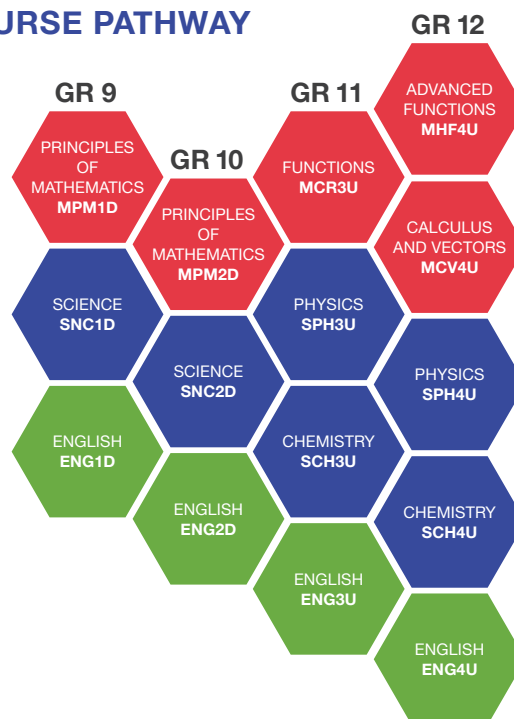 URSE PATHWAY
GR 9
PRINCIPLES
OF
MATHEMATICS
MPM1D
SCIENCE
SNC1D
ENGLISH
ENG1D
GR 10
PRINCIPLES
OF
MATHEMATICS
MPM2D
SCIENCE
SNC2D
ENGLISH
ENG2D
GR 11
FUNCTIONS
MCR3U
PHYSICS
SPH3U
CHEMISTRY
SCH3U
ENGLISH
ENG3U
GR 12
ADVANCED
FUNCTIONS
MHF4U
CALCULUS
AND VECTORS
MCV4U
PHYSICS
SPH4U
CHEMISTRY
SCH4U
ENGLISH
ENG4U